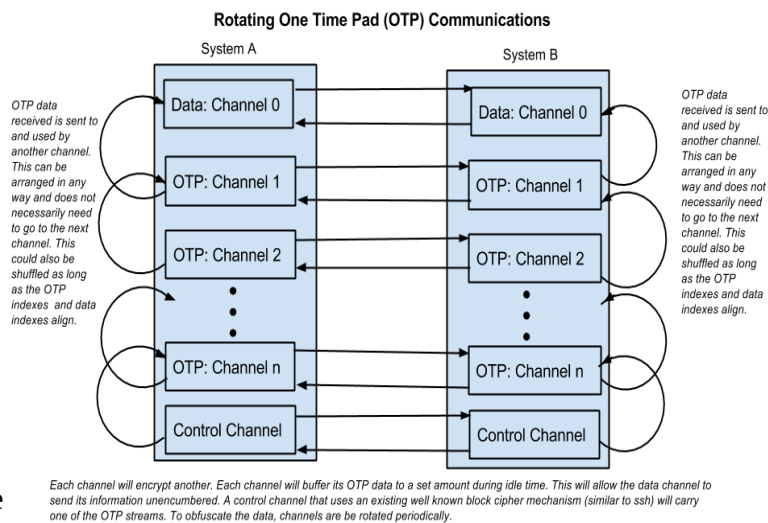 Rotating One Time Pad (OTP) Communications
System A
System B
OTP data
received is sent to
and used by
another channel.
This can be
arranged in any
way and does not
necessarily need
to go to the next
channel. This
could also be
shuffled as long
as the OTP
indexes and data
indexes align.
Data: Channel 0
OTP: Channel 1
OTP: Channel 2
OTP: Channel n
Control Channel
Data: Channel 0
OTP: Channel 1
OTP: Channel 2
OTP: Channel n
Control Channel
OTP data
received is sent to
and used by
another channel.
This can be
arranged in any
way and does not
necessarily need
to go to the next
channel. This
could also be
shuffled as long
as the OTP
indexes and data
indexes align.
e
Each channel will encrypt another. Each channel will buffer its OTP data to a set amount during idle time. This will allow the data channel to
send its information unencumbered. A control channel that uses an existing well known block cipher mechanism (similar to ssh) will carry
one of the OTP streams. To obfuscate the data, channels are rotated periodically.